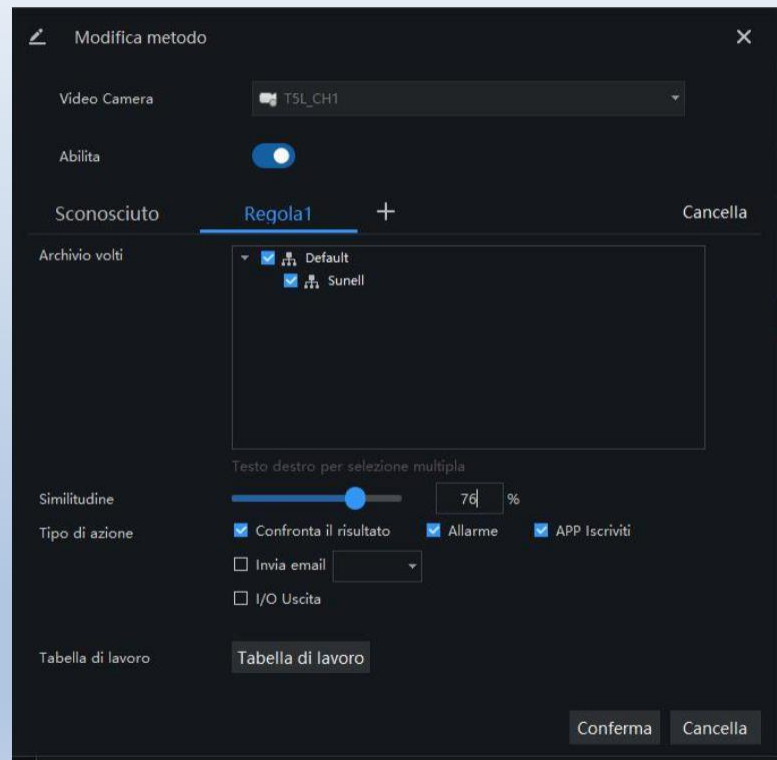 Modifica metodo
Video Camera T5L_CH1
Abilita
Sconosciuto Regola1 + Cancella
Archivio volti
Default
Sunell
Testo destro per selezione multipla
Similitudine 76 %
Tipo di azione Confronta il risultato Allarme APP Iscriviti
Invia email
I/O Uscita
Tabella di lavoro Tabella di lavoro
Conferma Cancella